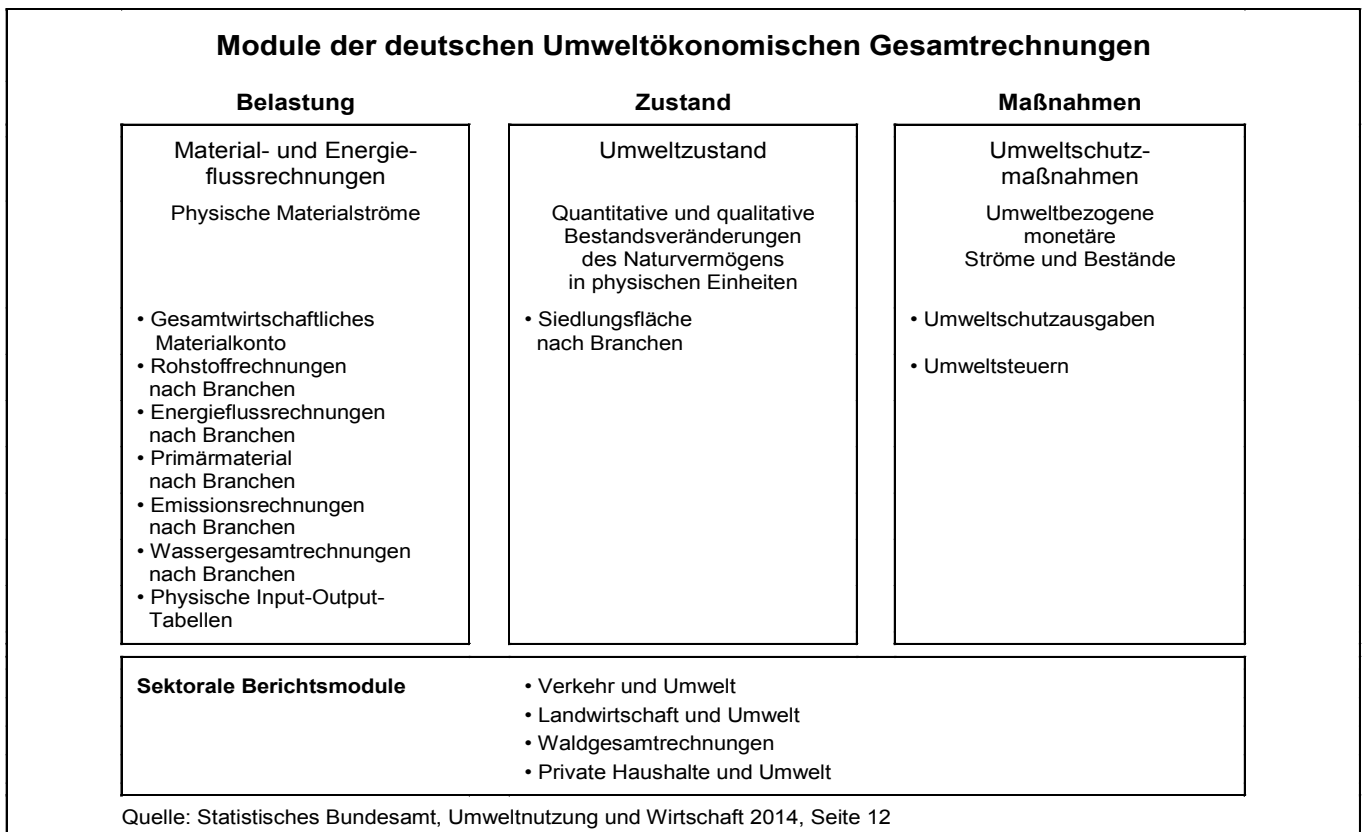 Module der deutschen Umweltökonomischen Gesamtrechnungen
Belastung
Material- und Energie-
flussrechnungen
Physische Materialströme
• Gesamtwirtschaftliches
Materialkonto
• Rohstoffrechnungen
nach Branchen
• Energieflussrechnungen
nach Branchen
• Primärmaterial
nach Branchen
• Emissionsrechnungen
nach Branchen
• Wassergesamtrechnungen
nach Branchen
• Physische Input-Output-
Tabellen
Zustand
Umweltzustand
Quantitative und qualitative
Bestandsveränderungen
des Naturvermögens
in physischen Einheiten
• Siedlungsfläche
nach Branchen
Maßnahmen
Umweltschutz-
maßnahmen
Umweltbezogene
monetäre
Ströme und Bestände
• Umweltschutzausgaben
• Umweltsteuern
Sektorale Berichtsmodule
• Verkehr und Umwelt
• Landwirtschaft und Umwelt
• Waldgesamtrechnungen
• Private Haushalte und Umwelt
Quelle: Statistisches Bundesamt, Umweltnutzung und Wirtschaft 2014, Seite 12